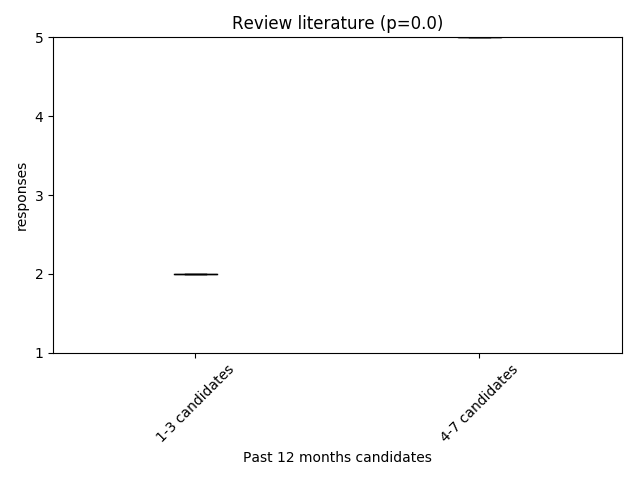 Review literature (p=0.0)
5
4
3
2
1
responses
1-3 candidates
4-7 candidates
Past 12 months candidates